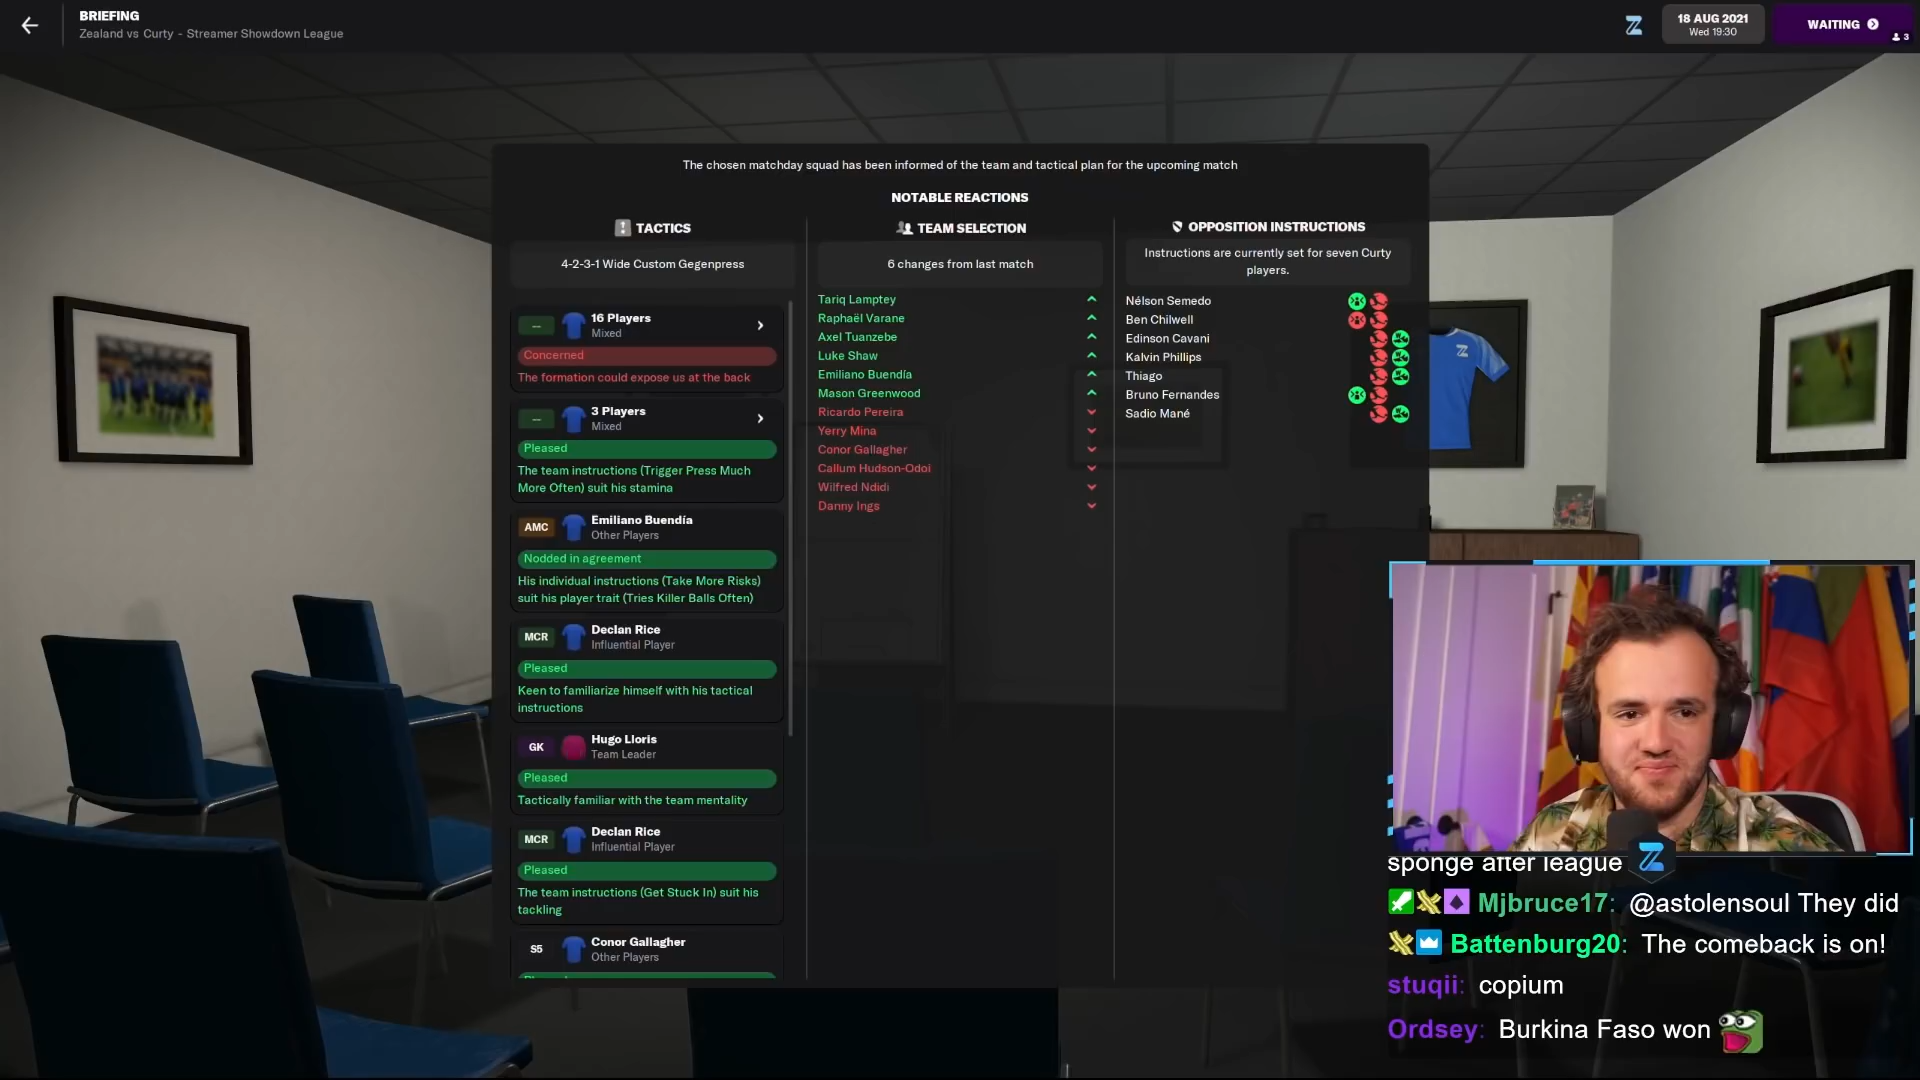 BRIEFING
Zealand vs Curty - Streamer Showdown League
18 AUG 2021
Wed 19:30
WAITING
3
The chosen matchday squad has been informed of the team and tactical plan for the upcoming match
NOTABLE REACTIONS
TACTICS
4-2-3-1 Wide Custom Gegenpress
16 Players
Mixed
Concerned
The formation could expose us at the back
3 Players
Mixed
Pleased
The team instructions (Trigger Press Much
More Often) suit his stamina
AMC
Emiliano Buendía
Other Players
Nodded in agreement
His individual instructions (Take More Risks)
suit his player trait (Tries Killer Balls Often)
MCR
Declan Rice
Influential Player
Pleased
Keen to familiarize himself with his tactical
instructions
GK
Hugo Lloris
Team Leader
Pleased
Tactically familiar with the team mentality
MCR
Declan Rice
Influential Player
Pleased
The team instructions (Get Stuck In) suit his
tackling
S5
Conor Gallagher
Other Players
TEAM SELECTION
6 changes from last match
Tariq Lamptey
Raphaël Varane
Axel Tuanzebe
Luke Shaw
Emiliano Buendía
Mason Greenwood
Ricardo Pereira
Yerry Mina
Conor Gallagher
Callum Hudson-Odoi
Wilfred Ndidi
Danny Ings
OPPOSITION INSTRUCTIONS
Instructions are currently set for seven Curty
players.
Nélson Semedo
Ben Chilwell
Edinson Cavani
Kalvin Phillips
Thiago
Bruno Fernandes
Sadio Mané
sponge after league
Mjbruce17: @astolensoul They did
Battenburg20: The comeback is on!
stuqii: copium
Ordsey: Burkina Faso won